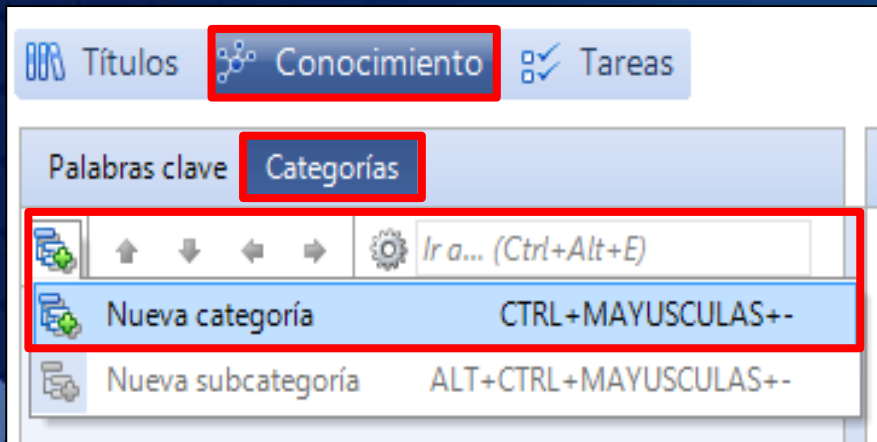 Títulos Conocimiento Tareas
Palabras clave Categorías
Ir a... (Ctrl+Alt+E)
Nueva categoría CTRL+MAYUSCULAS+-
Nueva subcategoría ALT+CTRL+MAYUSCULAS+-